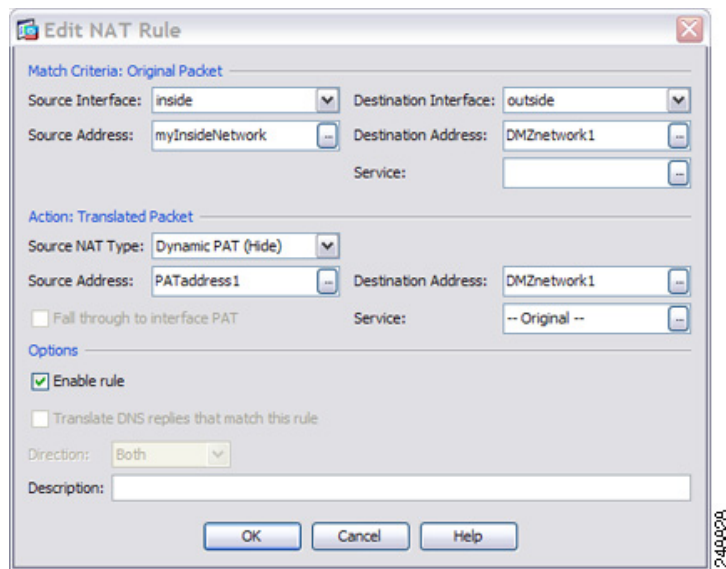 Edit NAT Rule
Match Criteria: Original Packet
Source Interface: inside Destination Interface: outside
Source Address: myInsideNetwork ... Destination Address: DMZnetwork1 ...
Service: ...
Action: Translated Packet
Source NAT Type: Dynamic PAT (Hide)
Source Address: PATaddress1 ... Destination Address: DMZnetwork1 ...
Fall through to interface PAT Service: -- Original -- ...
Options
Enable rule
Translate DNS replies that match this rule
Direction: Both
Description:
OK Cancel Help
248829